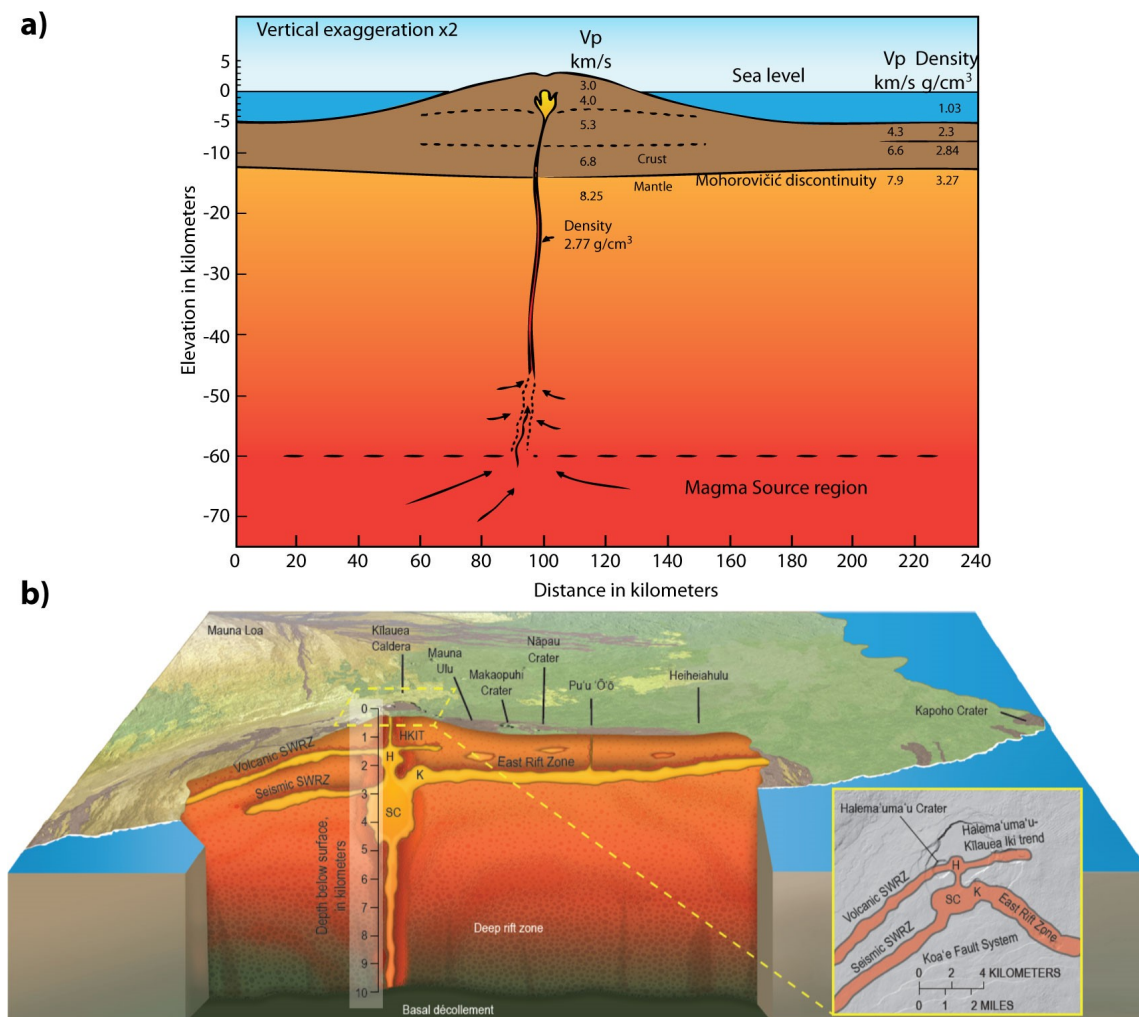 a)
Vertical exaggeration x2
Vp
km/s
Sea level
Vp
km/s
Density
g/cm³
5
0
-5
-10
-20
-30
-40
-50
-60
-70
Elevation in kilometers
3.0
4.0
5.3
6.8
8.25
Crust
Mantle
Mohorovičić discontinuity
1.03
4.3 2.3
6.6 2.84
7.9 3.27
Density
2.77 g/cm³
Magma Source region
0 20 40 60 80 100 120 140 160 180 200 220 240
Distance in kilometers
b)
Mauna Loa
Kīlauea
Caldera
Mauna
Ulu
Makaopuhi
Crater
Nāpau
Crater
Puʻu ʻŌʻō
Heiheiahulu
Kapoho Crater
0
1
2
3
4
5
6
7
8
9
10
Depth below surface,
in kilometers
HKIT
H
K
SC
Volcanic SWRZ
Seismic SWRZ
East Rift Zone
Deep rift zone
Basal décollement
Halemaʻumaʻu Crater
Halemaʻumaʻu-
Kīlauea Iki trend
H
SC
K
Volcanic SWRZ
Seismic SWRZ
East Rift Zone
Koaʻe Fault System
0 2 4 KILOMETERS
0 1 2 MILES